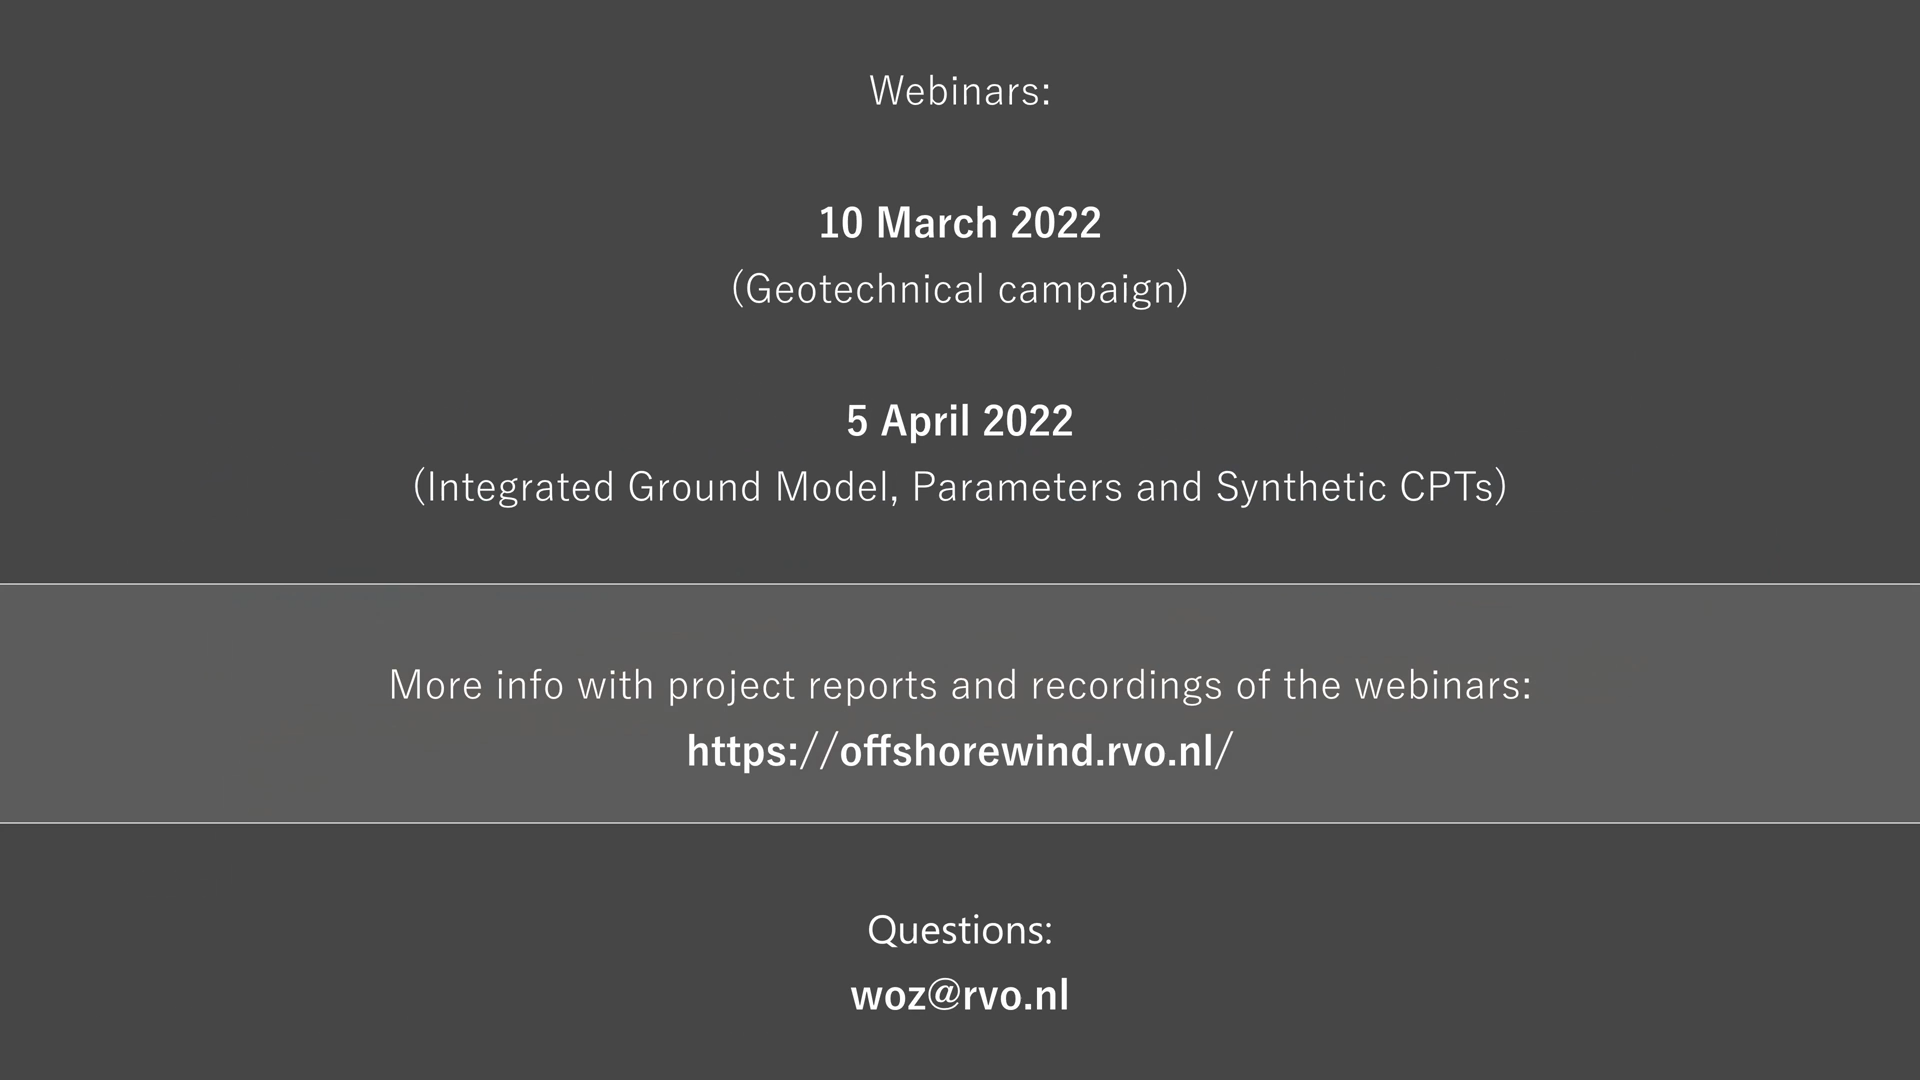 Webinars:
10 March 2022
(Geotechnical campaign)
5 April 2022
(Integrated Ground Model, Parameters and Synthetic CPTs)
More info with project reports and recordings of the webinars:
https://offshorewind.rvo.nl/
Questions:
woz@rvo.nl